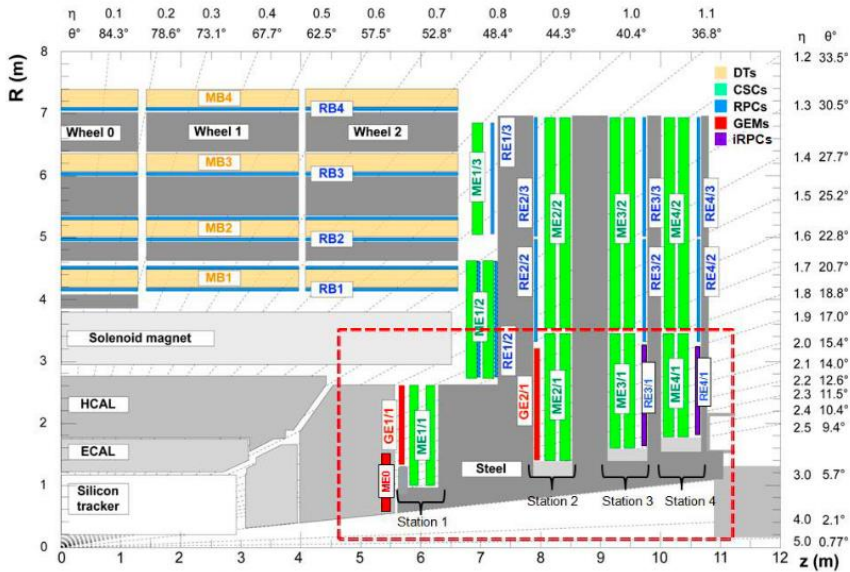 η 0.1 0.2 0.3 0.4 0.5 0.6 0.7 0.8 0.9 1.0 1.1
θ° 84.3° 78.6° 73.1° 67.7° 62.5° 57.5° 52.8° 48.4° 44.3° 40.4° 36.8°
η θ°
R (m)
8
7
6
5
4
3
2
1
0
1.2 33.5°
1.3 30.5°
1.4 27.7°
1.5 25.2°
1.6 22.8°
1.7 20.7°
1.8 18.8°
1.9 17.0°
2.0 15.4°
2.1 14.0°
2.2 12.6°
2.3 11.5°
2.4 10.4°
2.5 9.4°
3.0 5.7°
4.0 2.1°
5.0 0.77°
DTs
CSCs
RPCs
GEMs
iRPCs
MB4
RB4
Wheel 0
Wheel 1
Wheel 2
MB3
RB3
MB2
RB2
MB1
RB1
Solenoid magnet
HCAL
ECAL
Silicon
tracker
Steel
ME1/3
RE1/3
ME1/2
RE1/2
RE2/3
RE2/2
ME2/2
ME3/2
RE3/3
RE3/2
ME4/2
RE4/3
RE4/2
GE1/1
ME1/1
ME0
GE2/1
ME2/1
ME3/1
RE3/1
ME4/1
RE4/1
Station 1
Station 2
Station 3
Station 4
0 1 2 3 4 5 6 7 8 9 10 11 12
z (m)